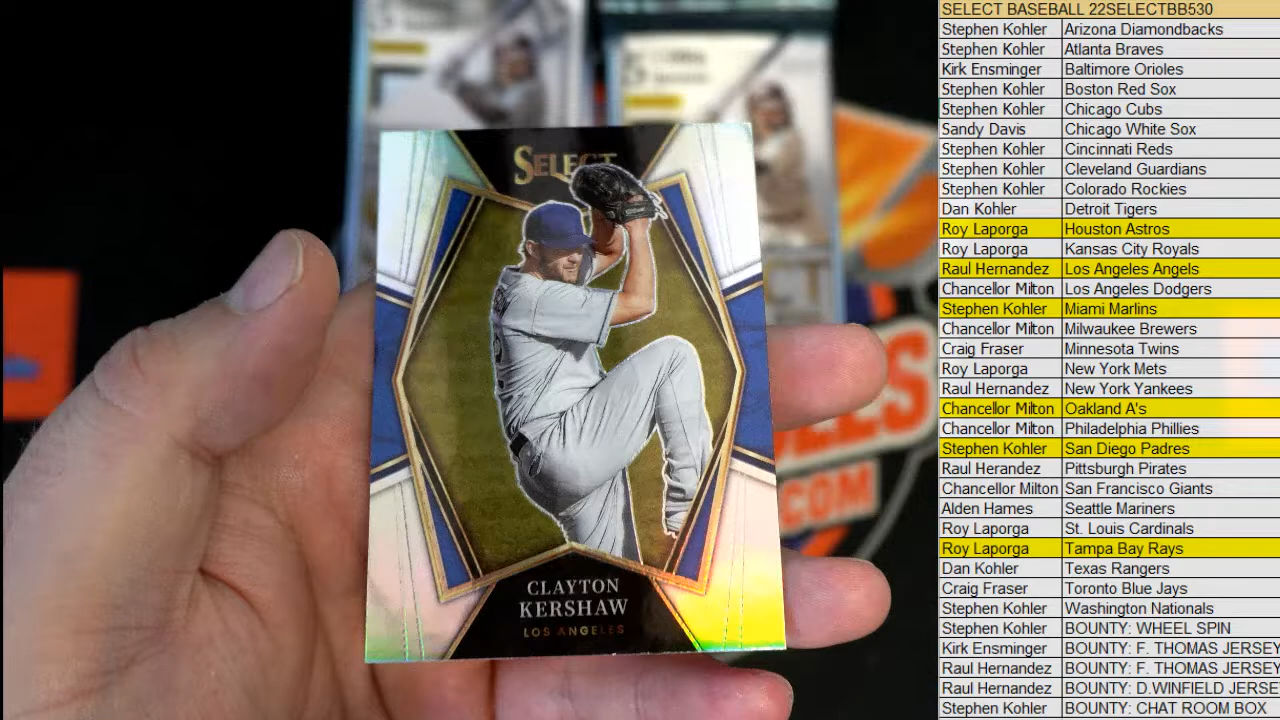 SELECT
CLAYTON
KERSHAW
LOS ANGELES
COM
SELECT BASEBALL 22SELECTBB530
Stephen Kohler Arizona Diamondbacks
Stephen Kohler Atlanta Braves
Kirk Ensminger Baltimore Orioles
Stephen Kohler Boston Red Sox
Stephen Kohler Chicago Cubs
Sandy Davis Chicago White Sox
Stephen Kohler Cincinnati Reds
Stephen Kohler Cleveland Guardians
Stephen Kohler Colorado Rockies
Dan Kohler Detroit Tigers
Roy Laporga Houston Astros
Roy Laporga Kansas City Royals
Raul Hernandez Los Angeles Angels
Chancellor Milton Los Angeles Dodgers
Stephen Kohler Miami Marlins
Chancellor Milton Milwaukee Brewers
Craig Fraser Minnesota Twins
Roy Laporga New York Mets
Raul Hernandez New York Yankees
Chancellor Milton Oakland A's
Chancellor Milton Philadelphia Phillies
Stephen Kohler San Diego Padres
Raul Herandez Pittsburgh Pirates
Chancellor Milton San Francisco Giants
Alden Hames Seattle Mariners
Roy Laporga St. Louis Cardinals
Roy Laporga Tampa Bay Rays
Dan Kohler Texas Rangers
Craig Fraser Toronto Blue Jays
Stephen Kohler Washington Nationals
Stephen Kohler BOUNTY: WHEEL SPIN
Kirk Ensminger BOUNTY: F. THOMAS JERSEY
Raul Hernandez BOUNTY: F. THOMAS JERSEY
Raul Hernandez BOUNTY: D.WINFIELD JERSE
Stephen Kohler BOUNTY: CHAT ROOM BOX